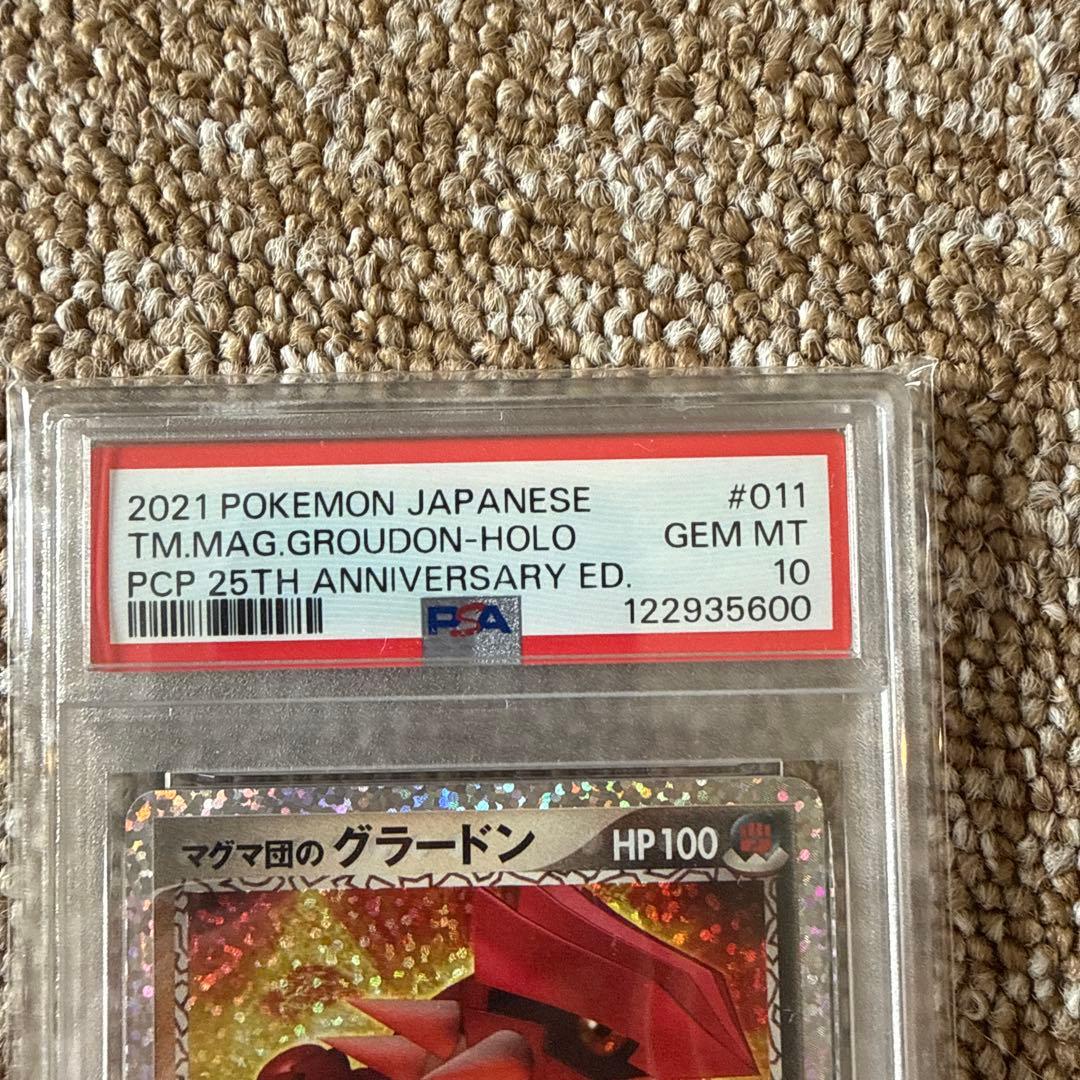 2021 POKEMON JAPANESE #011
TM.MAG.GROUDON-HOLO GEM MT
PCP 25TH ANNIVERSARY ED. 10
PSA 122935600
マグマ団の グラードン HP100